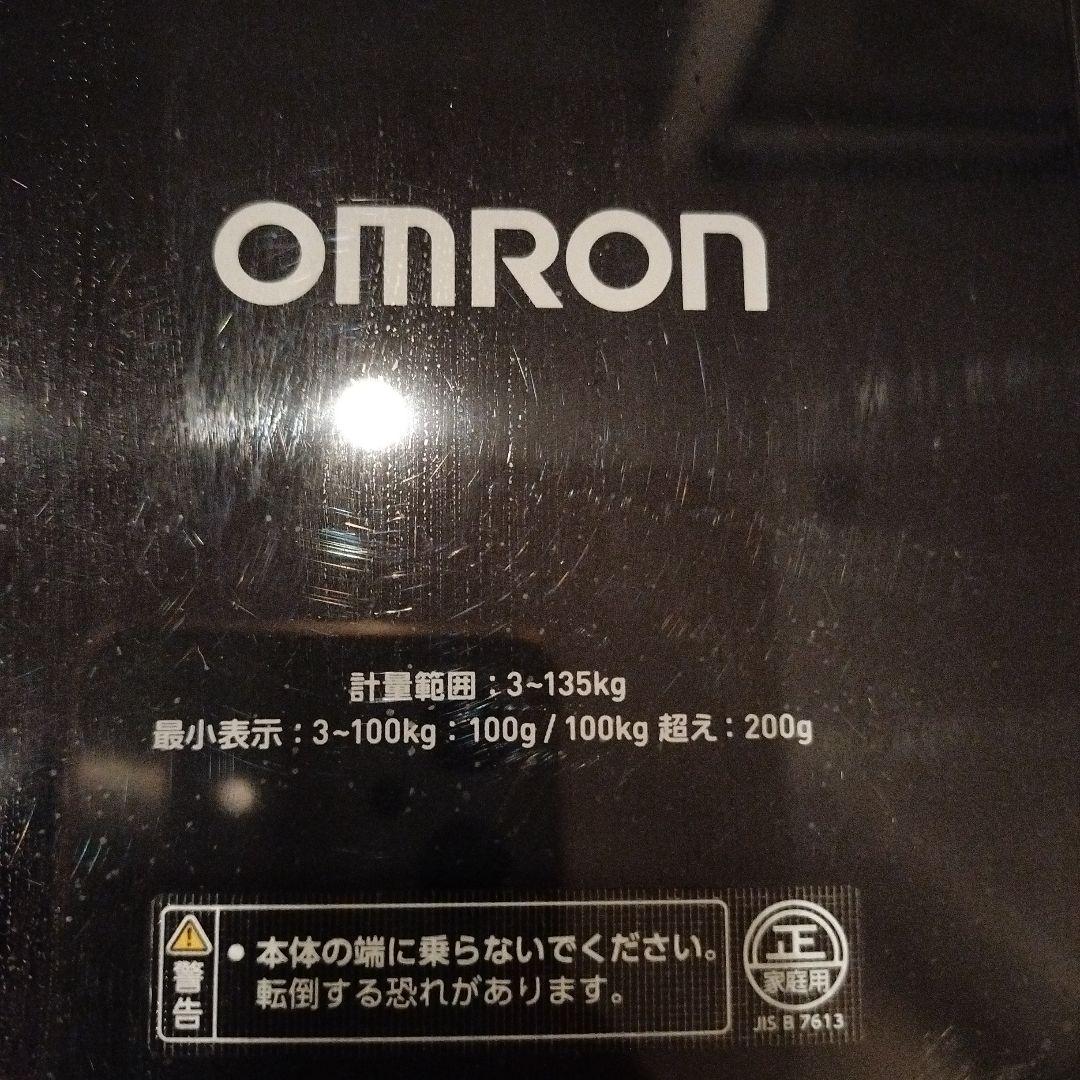 OMRON
計量範囲：3~135kg
最小表示：3~100kg：100g / 100kg 超え：200g
警告
• 本体の端に乗らないでください。
転倒する恐れがあります。
正
家庭用
JIS B 7613